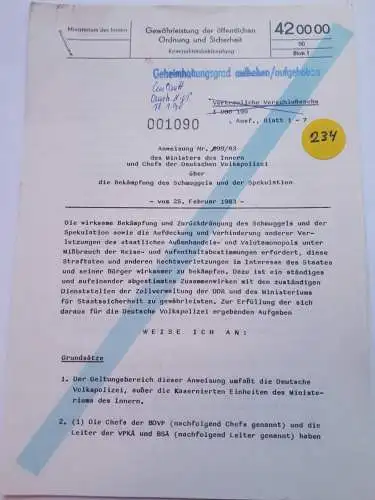 Ministerium des Innern
Gewährleistung der öffentlichen
Ordnung und Sicherheit
Kriminalitätsbekämpfung
42 00 00
Blatt 1
Geheimhaltungsgrad aufheben/aufgehoben
Vertrauliche Verschlußsache
001090
. Ausf., Blatt 1 - 7
234
Anweisung Nr. /83
des Ministers des Innern
und Chefs der Deutschen Volkspolizei
über
die Bekämpfung des Schmuggels und der Spekulation
- vom 25. Februar 1983 -
Die wirksame Bekämpfung und Zurückdrängung des Schmuggels und der
Spekulation sowie die Aufdeckung und Verhinderung anderer Ver-
letzungen des staatlichen Außenhandels- und Valutamonopols unter
Mißbrauch der Reise- und Aufenthaltsbestimmungen erfordert, diese
Straftaten und anderen Rechtsverletzungen im Interesse des Staates
und seiner Bürger wirksamer zu bekämpfen. Dazu ist ein ständiges
und aufeinander abgestimmtes Zusammenwirken mit den zuständigen
Dienststellen der Zollverwaltung der DDR und des Ministeriums
für Staatssicherheit zu gewährleisten. Zur Erfüllung der sich
daraus für die Deutsche Volkspolizei ergebenden Aufgaben
W E I S E  I C H  A N :
Grundsätze
1. Der Geltungsbereich dieser Anweisung umfaßt die Deutsche
Volkspolizei, außer die Kasernierten Einheiten des Ministe-
riums des Innern.
2. (1) Die Chefs der BDVP (nachfolgend Chefs genannt) und die
Leiter der VPKÄ und BSÄ (nachfolgend Leiter genannt) haben